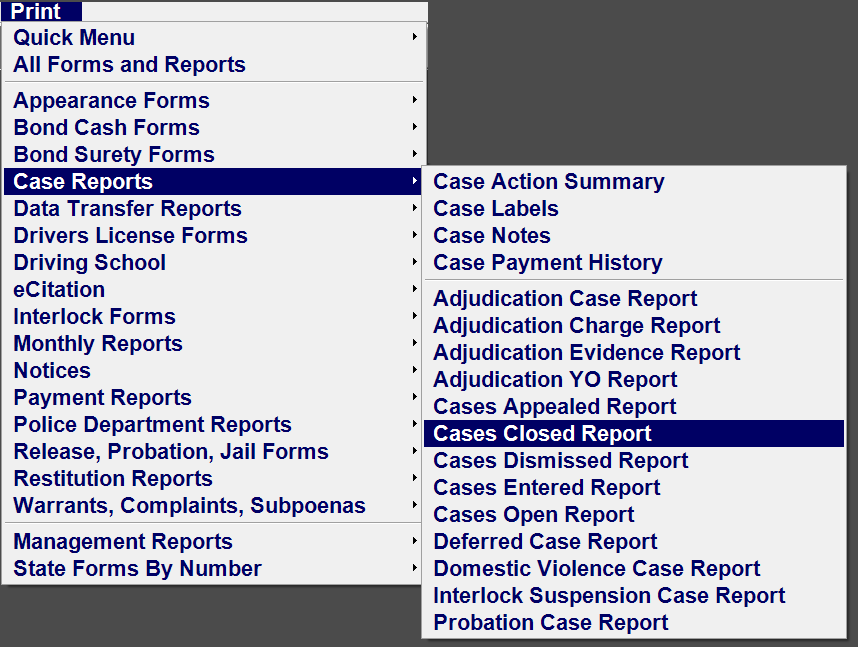 Print
Quick Menu
All Forms and Reports
Appearance Forms
Bond Cash Forms
Bond Surety Forms
Case Reports
Data Transfer Reports
Drivers License Forms
Driving School
eCitation
Interlock Forms
Monthly Reports
Notices
Payment Reports
Police Department Reports
Release, Probation, Jail Forms
Restitution Reports
Warrants, Complaints, Subpoenas
Management Reports
State Forms By Number
Case Action Summary
Case Labels
Case Notes
Case Payment History
Adjudication Case Report
Adjudication Charge Report
Adjudication Evidence Report
Adjudication YO Report
Cases Appealed Report
Cases Closed Report
Cases Dismissed Report
Cases Entered Report
Cases Open Report
Deferred Case Report
Domestic Violence Case Report
Interlock Suspension Case Report
Probation Case Report